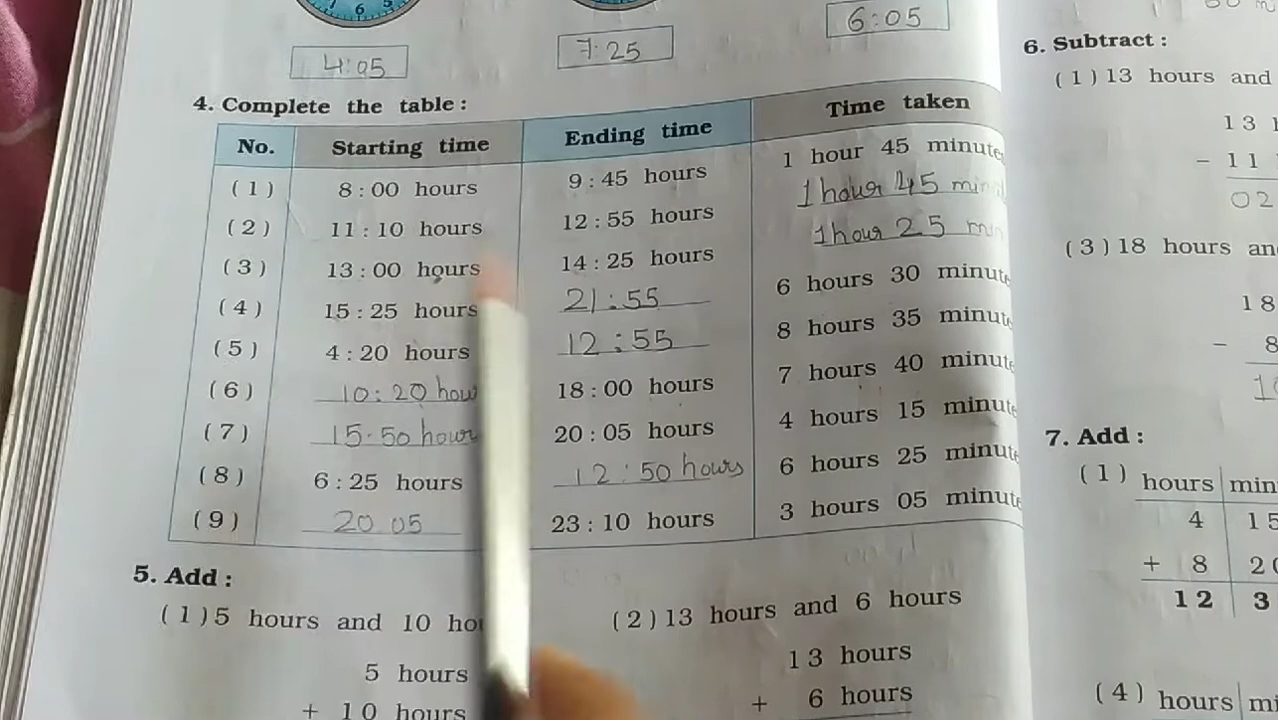 4:05
7:25
6:05
4. Complete the table:
No. Starting time Ending time Time taken
(1) 8:00 hours 9:45 hours 1 hour 45 minute
(2) 11:10 hours 12:55 hours 1 hour 45 min
(3) 13:00 hours 14:25 hours 1 hour 25 min
(4) 15:25 hours 21:55 6 hours 30 minute
(5) 4:20 hours 12:55 8 hours 35 minute
(6) 10:20 hou 18:00 hours 7 hours 40 minute
(7) 15.50 hour 20:05 hours 4 hours 15 minute
(8) 6:25 hours 12:50 hours 6 hours 25 minute
(9) 20 05 23:10 hours 3 hours 05 minute
5. Add:
(1) 5 hours and 10 ho
5 hours
+ 10 hours
(2) 13 hours and 6 hours
13 hours
+ 6 hours
6. Subtract:
(1) 13 hours and
13
- 11
02
(3) 18 hours an
18
- 8
1
7. Add:
(1) hours min
4 15
+ 8 20
12 3
(4) hours mi